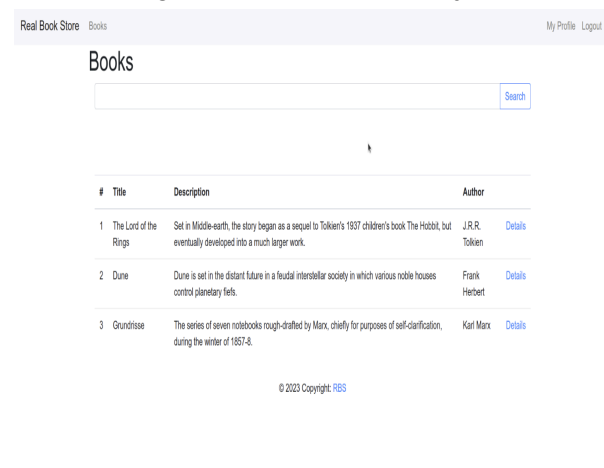 Real Book Store Books My Profile Logout
Books
Search
# Title Description Author
1 The Lord of the Rings Set in Middle-earth, the story began as a sequel to Tolkien's 1937 children's book The Hobbit, but eventually developed into a much larger work. J.R.R. Tolkien Details
2 Dune Dune is set in the distant future in a feudal interstellar society in which various noble houses control planetary fiefs. Frank Herbert Details
3 Grundrisse The series of seven notebooks rough-drafted by Marx, chiefly for purposes of self-clarification, during the winter of 1857-8. Karl Marx Details
© 2023 Copyright: RBS